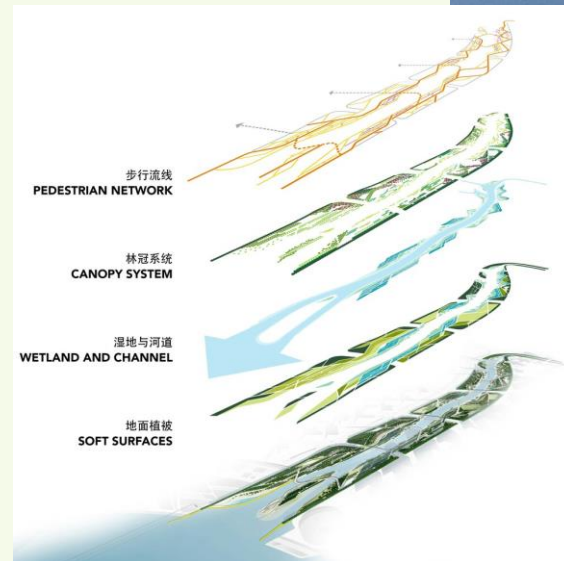 步行流线
PEDESTRIAN NETWORK
林冠系统
CANOPY SYSTEM
湿地与河道
WETLAND AND CHANNEL
地面植被
SOFT SURFACES